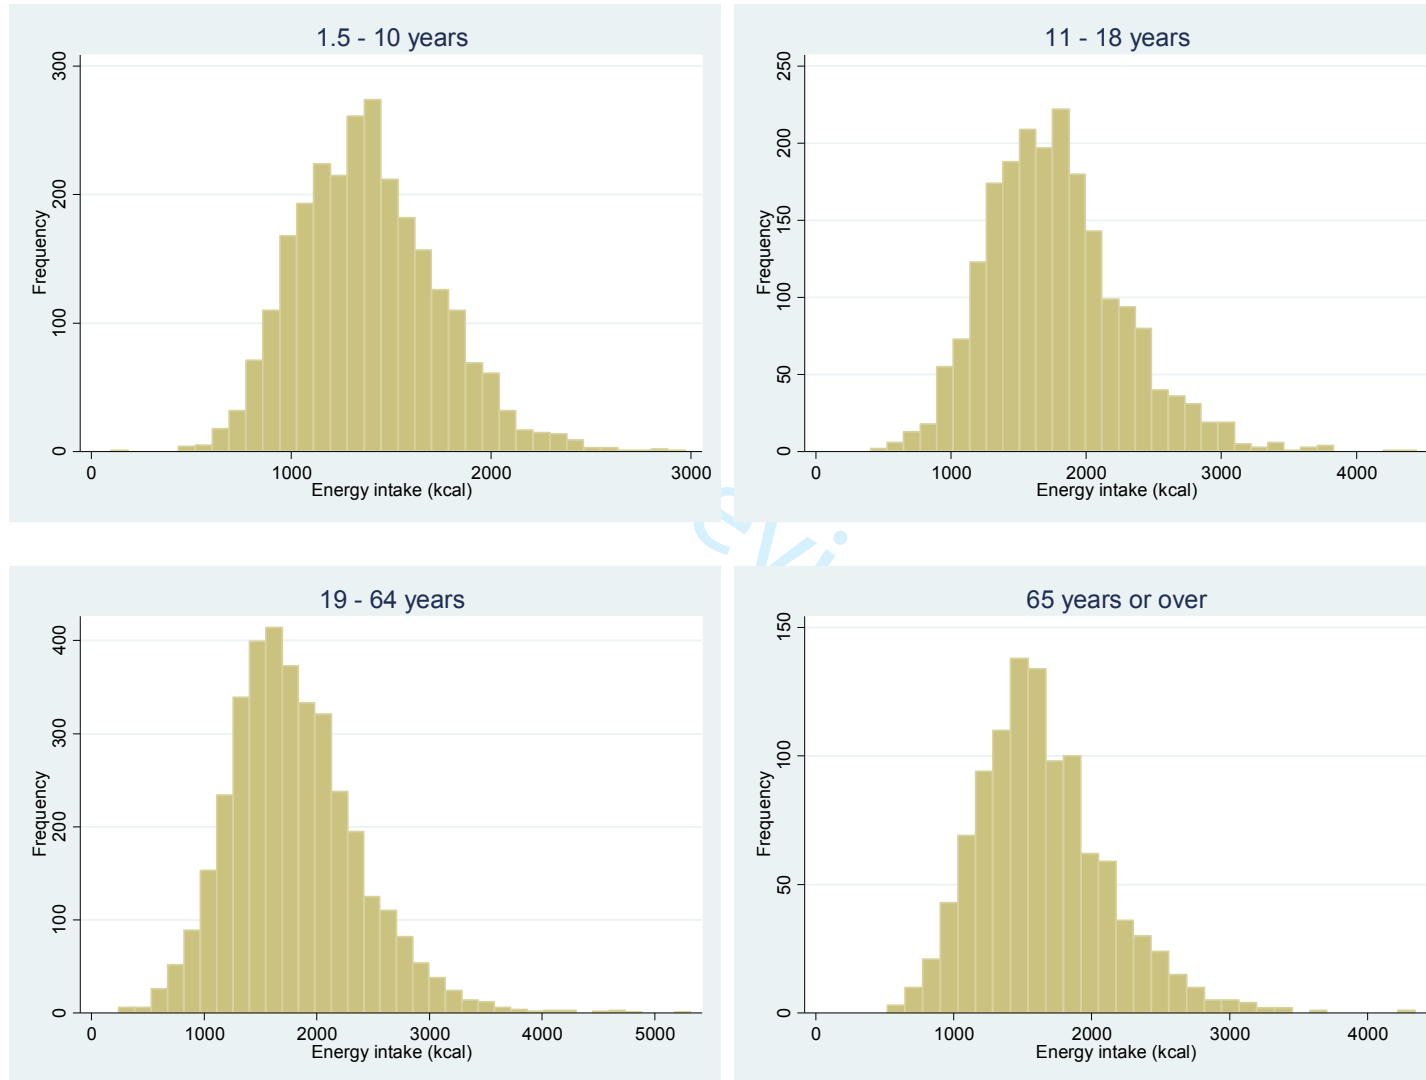 1.5 - 10 years
300
200
100
0
Frequency
0 1000 2000 3000
Energy intake (kcal)
11 - 18 years
250
200
150
100
50
0
Frequency
0 1000 2000 3000 4000
Energy intake (kcal)
evi
19 - 64 years
400
300
200
100
0
Frequency
0 1000 2000 3000 4000 5000
Energy intake (kcal)
65 years or over
150
100
50
0
Frequency
0 1000 2000 3000 4000
Energy intake (kcal)